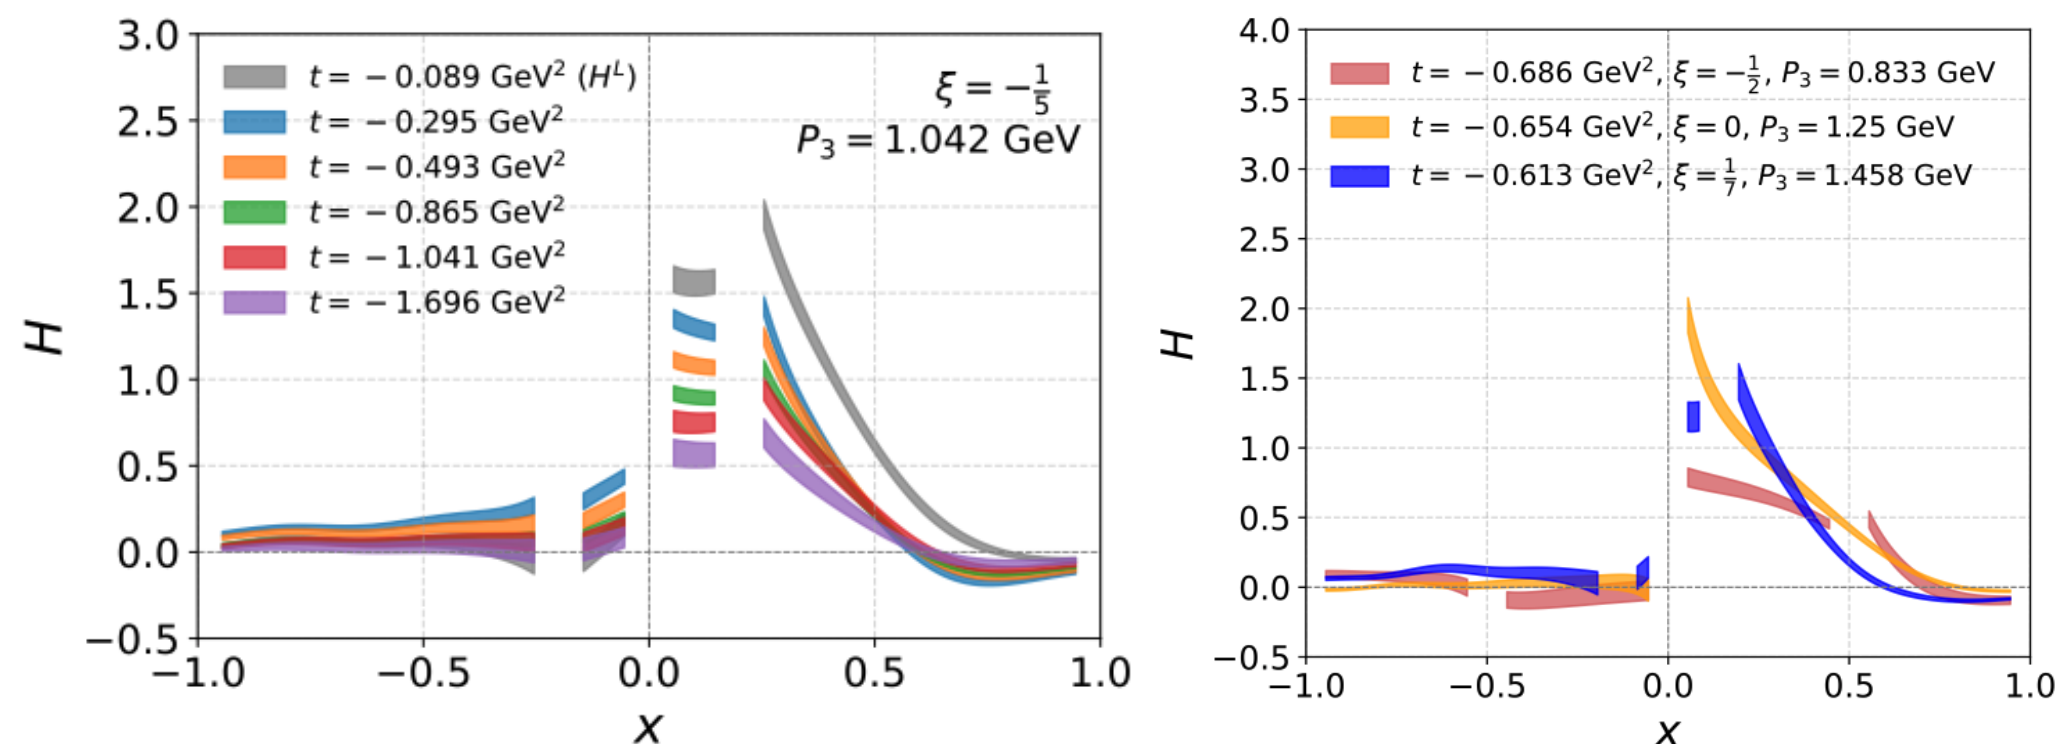 3.0
2.5
2.0
1.5
1.0
0.5
0.0
−0.5
−1.0
−0.5
0.0
0.5
1.0
H
x
t = − 0.089 GeV² (Hᴸ)
t = − 0.295 GeV²
t = − 0.493 GeV²
t = − 0.865 GeV²
t = − 1.041 GeV²
t = − 1.696 GeV²
ξ = −1/5
P₃ = 1.042 GeV
4.0
3.5
3.0
2.5
2.0
1.5
1.0
0.5
0.0
−0.5
−1.0
−0.5
0.0
0.5
1.0
H
x
t = − 0.686 GeV², ξ = −1/2, P₃ = 0.833 GeV
t = − 0.654 GeV², ξ = 0, P₃ = 1.25 GeV
t = − 0.613 GeV², ξ = 1/7, P₃ = 1.458 GeV